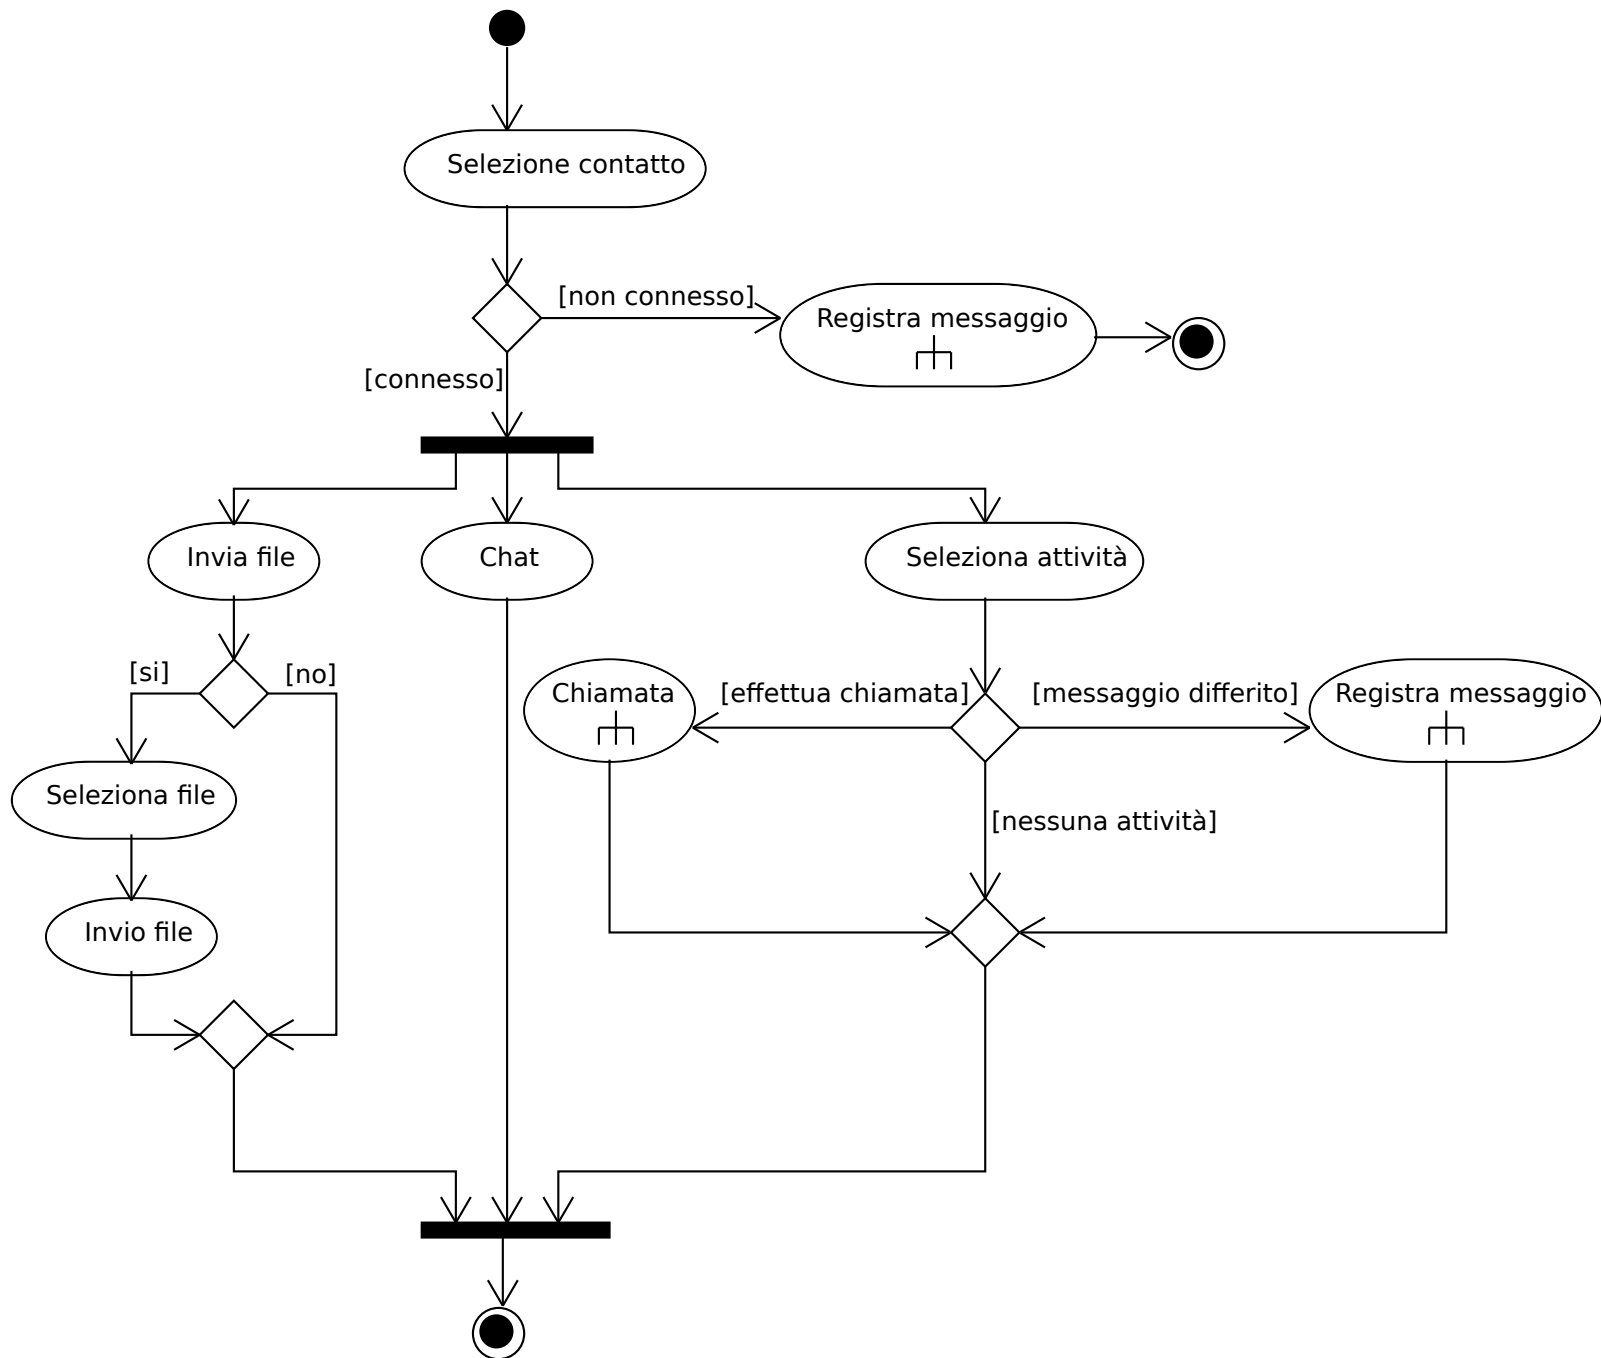 Selezione contatto
[non connesso]
Registra messaggio
[connesso]
Invia file
Chat
Seleziona attività
[si]
[no]
Chiamata
[effettua chiamata]
[messaggio differito]
Registra messaggio
Seleziona file
[nessuna attività]
Invio file